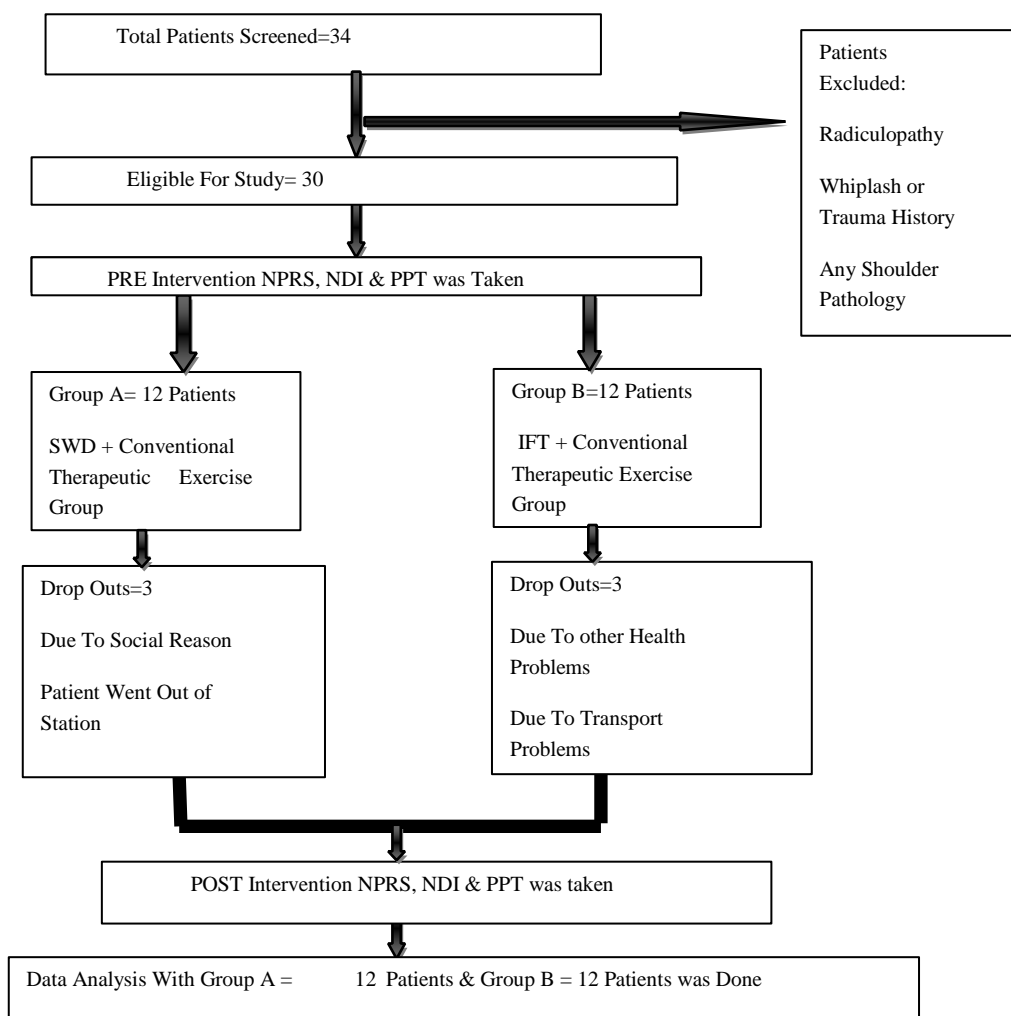 Total Patients Screened=34
Patients
Excluded:
Radiculopathy
Whiplash or
Trauma History
Any Shoulder
Pathology
Eligible For Study= 30
PRE Intervention NPRS, NDI & PPT was Taken
Group A= 12 Patients
SWD + Conventional
Therapeutic Exercise
Group
Group B=12 Patients
IFT + Conventional
Therapeutic Exercise
Group
Drop Outs=3
Due To Social Reason
Patient Went Out of
Station
Drop Outs=3
Due To other Health
Problems
Due To Transport
Problems
POST Intervention NPRS, NDI & PPT was taken
Data Analysis With Group A = 12 Patients & Group B = 12 Patients was Done